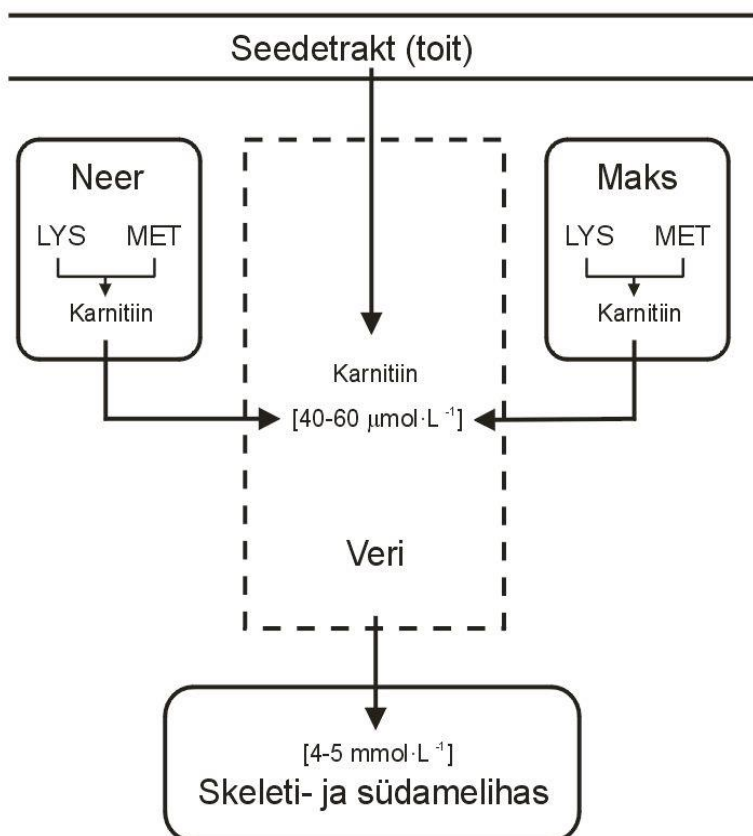 Seedetrakt (toit)
Neer
LYS MET
Karnitiin
Maks
LYS MET
Karnitiin
Karnitiin
[40-60 µmol·L⁻¹]
Veri
[4-5 mmol·L⁻¹]
Skeleti- ja südamelihas